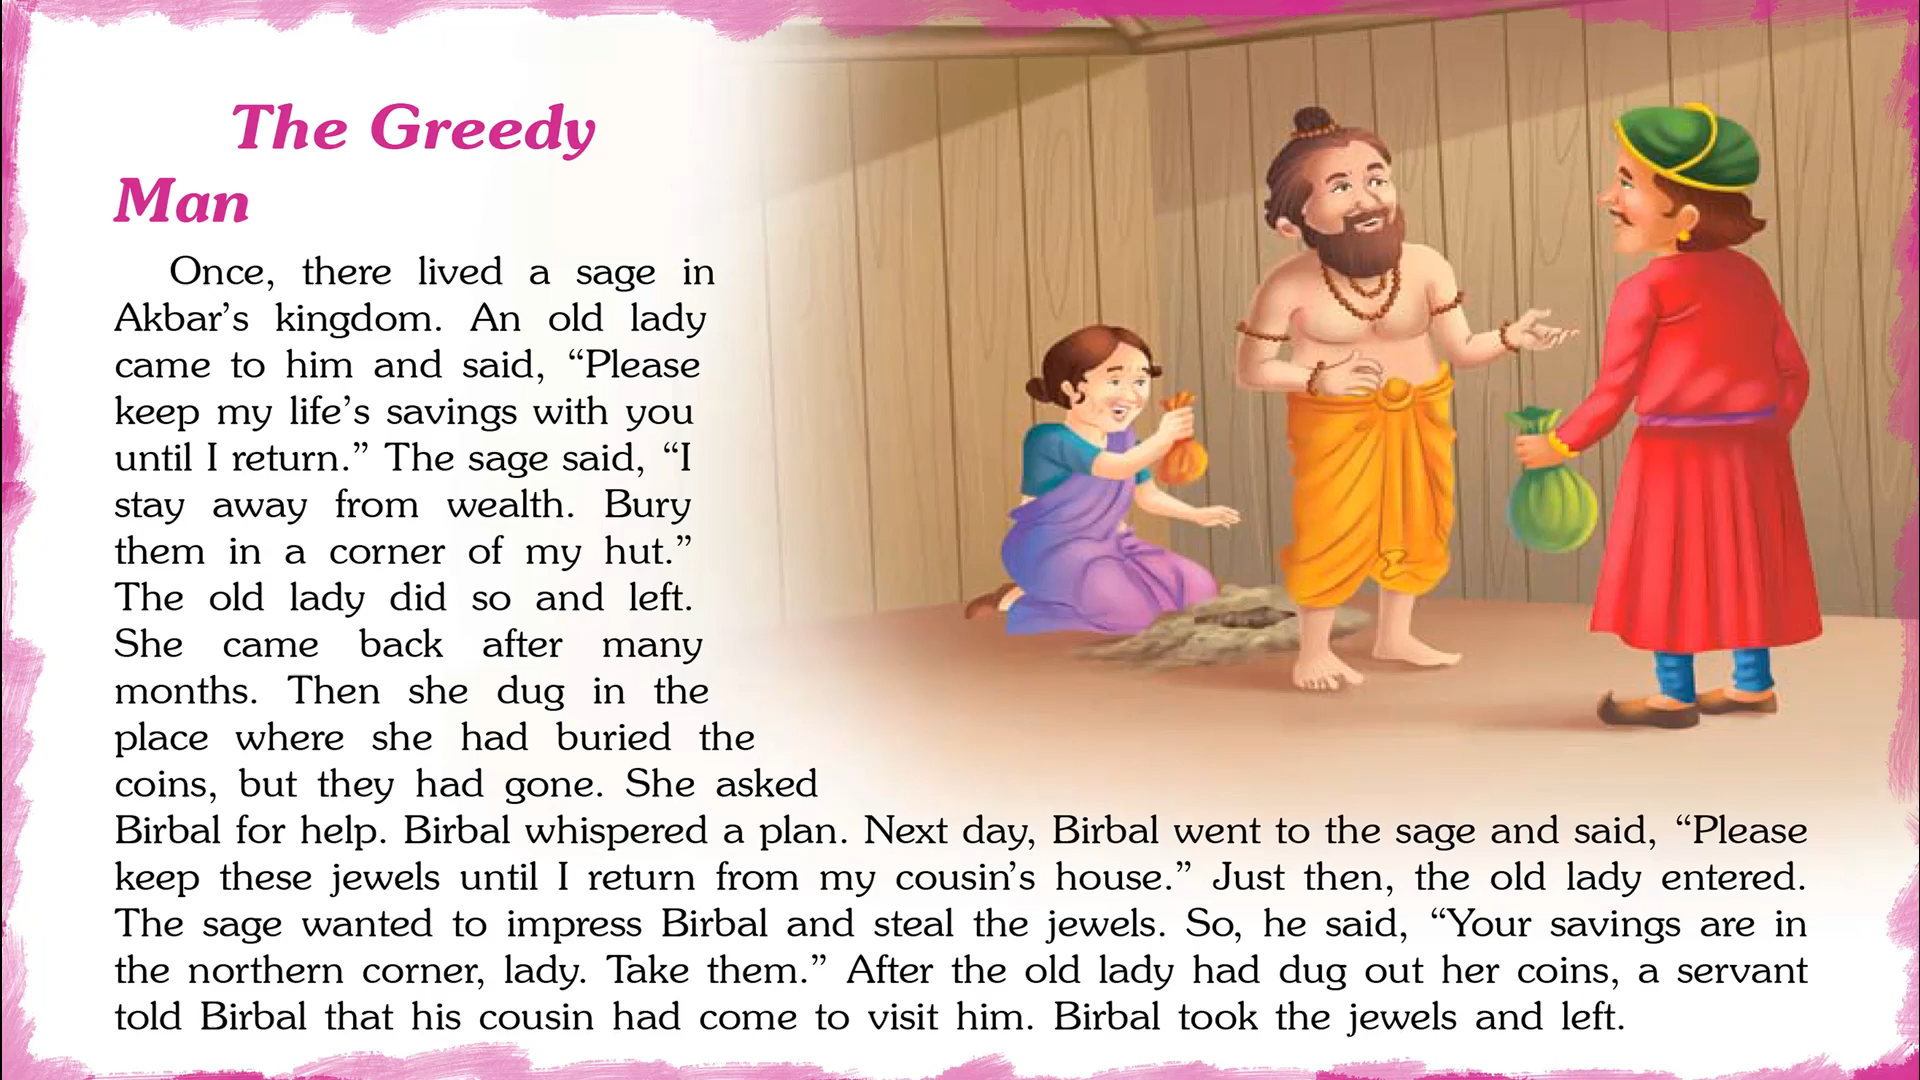 The Greedy
Man
Once, there lived a sage in
Akbar’s kingdom. An old lady
came to him and said, “Please
keep my life’s savings with you
until I return.” The sage said, “I
stay away from wealth. Bury
them in a corner of my hut.”
The old lady did so and left.
She came back after many
months. Then she dug in the
place where she had buried the
coins, but they had gone. She asked
Birbal for help. Birbal whispered a plan. Next day, Birbal went to the sage and said, “Please
keep these jewels until I return from my cousin’s house.” Just then, the old lady entered.
The sage wanted to impress Birbal and steal the jewels. So, he said, “Your savings are in
the northern corner, lady. Take them.” After the old lady had dug out her coins, a servant
told Birbal that his cousin had come to visit him. Birbal took the jewels and left.